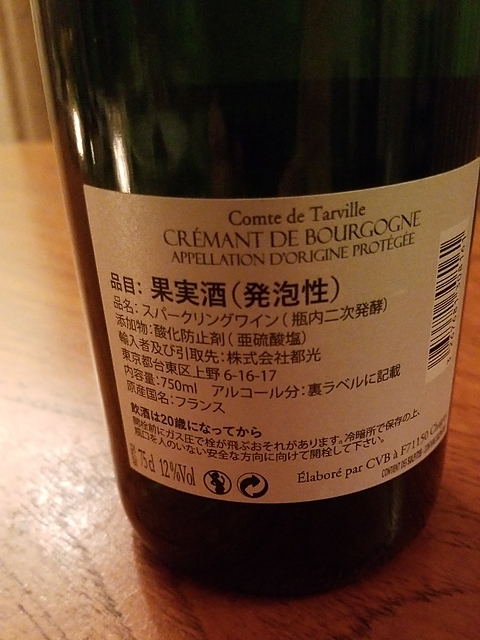 Comte de Tarville
CRÉMANT DE BOURGOGNE
APPELLATION D'ORIGINE PROTÉGÉE
品目: 果実酒(発泡性)
品名: スパークリングワイン(瓶内二次発酵)
添加物:酸化防止剤(亜硫酸塩)
輸入者及び引取先:株式会社都光
東京都台東区上野6-16-17
内容量:750ml アルコール分:裏ラベルに記載
原産国名:フランス
飲酒は20歳になってから
開栓前にガス圧で栓が飛ぶおそれがあります。冷暗所で保存の上、
瓶口を人のいない安全な方向に向けて開栓して下さい。
75cl 12%Vol
Élaboré par CVB à F71150